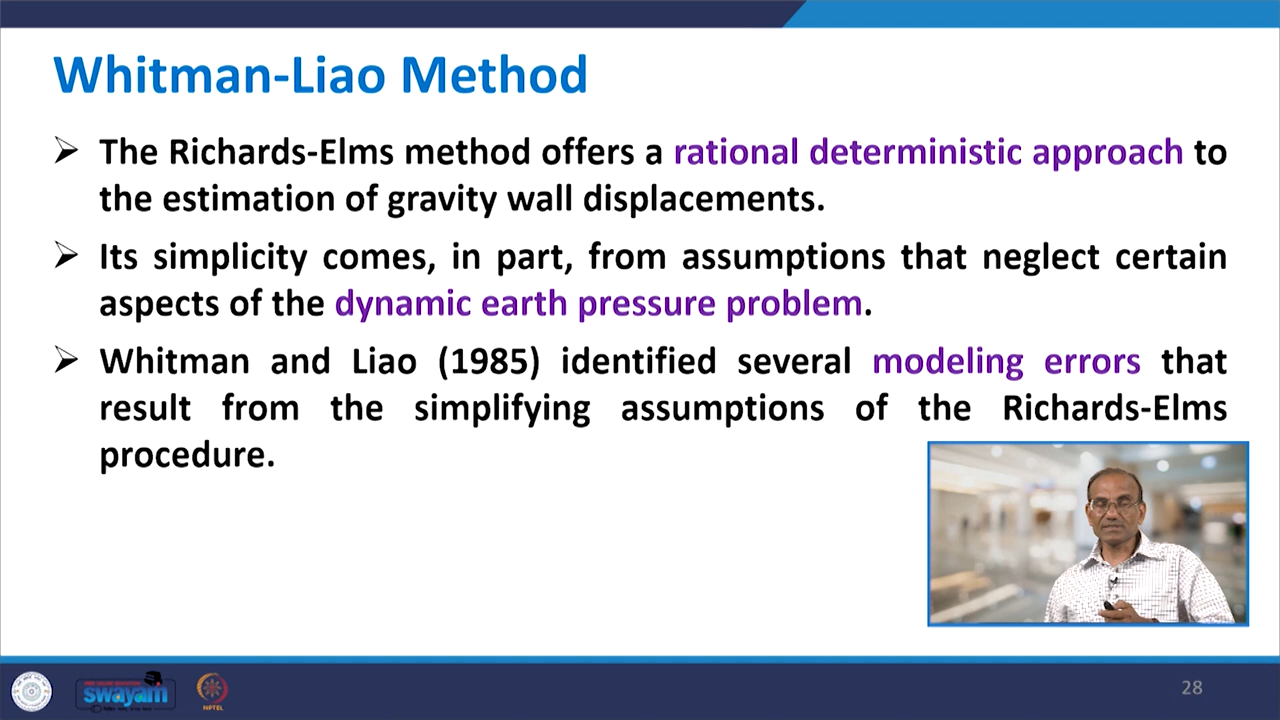 Whitman-Liao Method
➢ The Richards-Elms method offers a rational deterministic approach to
the estimation of gravity wall displacements.
➢ Its simplicity comes, in part, from assumptions that neglect certain
aspects of the dynamic earth pressure problem.
➢ Whitman and Liao (1985) identified several modeling errors that
result from the simplifying assumptions of the Richards-Elms
procedure.
swayam
NPTEL
28